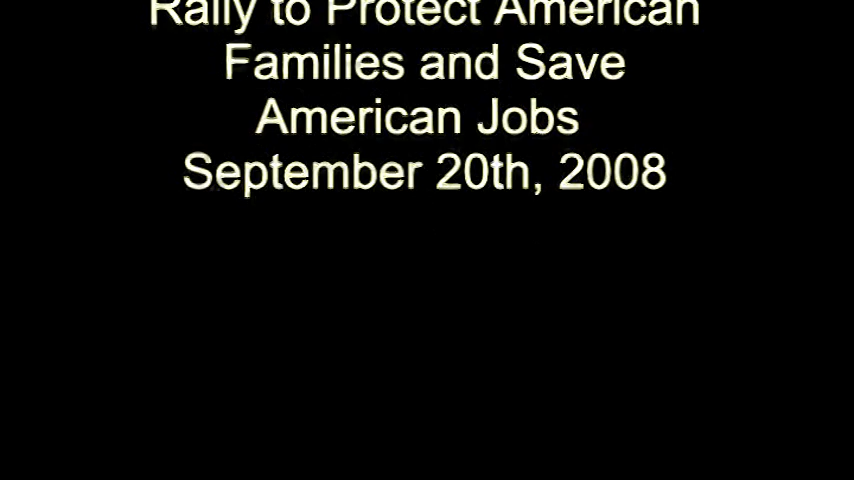 Rally to Protect American
Families and Save
American Jobs
September 20th, 2008